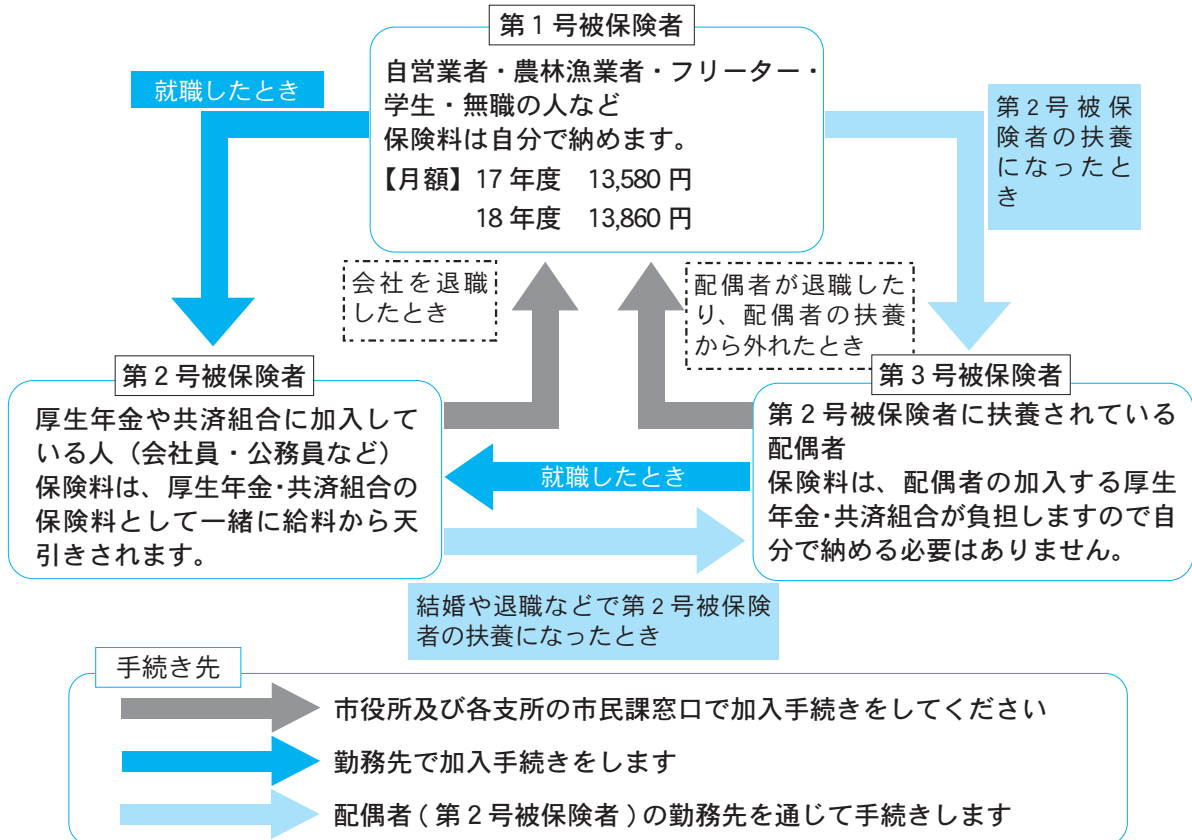 第1号被保険者
自営業者・農林漁業者・フリーター・
学生・無職の人など
保険料は自分で納めます。
【月額】17 年度　13,580 円
18 年度　13,860 円
就職したとき
第2号被保
険者の扶養
になったと
き
会社を退職
したとき
配偶者が退職した
り、配偶者の扶養
から外れたとき
第2号被保険者
厚生年金や共済組合に加入して
いる人（会社員・公務員など）
保険料は、厚生年金･共済組合の
保険料として一緒に給料から天
引きされます。
就職したとき
第3号被保険者
第2号被保険者に扶養されている
配偶者
保険料は、配偶者の加入する厚生
年金･共済組合が負担しますので自
分で納める必要はありません。
結婚や退職などで第2号被保険
者の扶養になったとき
手続き先
市役所及び各支所の市民課窓口で加入手続きをしてください
勤務先で加入手続きをします
配偶者 ( 第2号被保険者 ) の勤務先を通じて手続きします